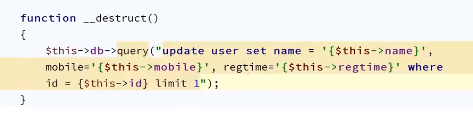 function __destruct()
{
$this->db->query("update user set name = '{$this->name}',
mobile='{$this->mobile}', regtime='{$this->regtime}' where
id = {$this->id} limit 1");
}